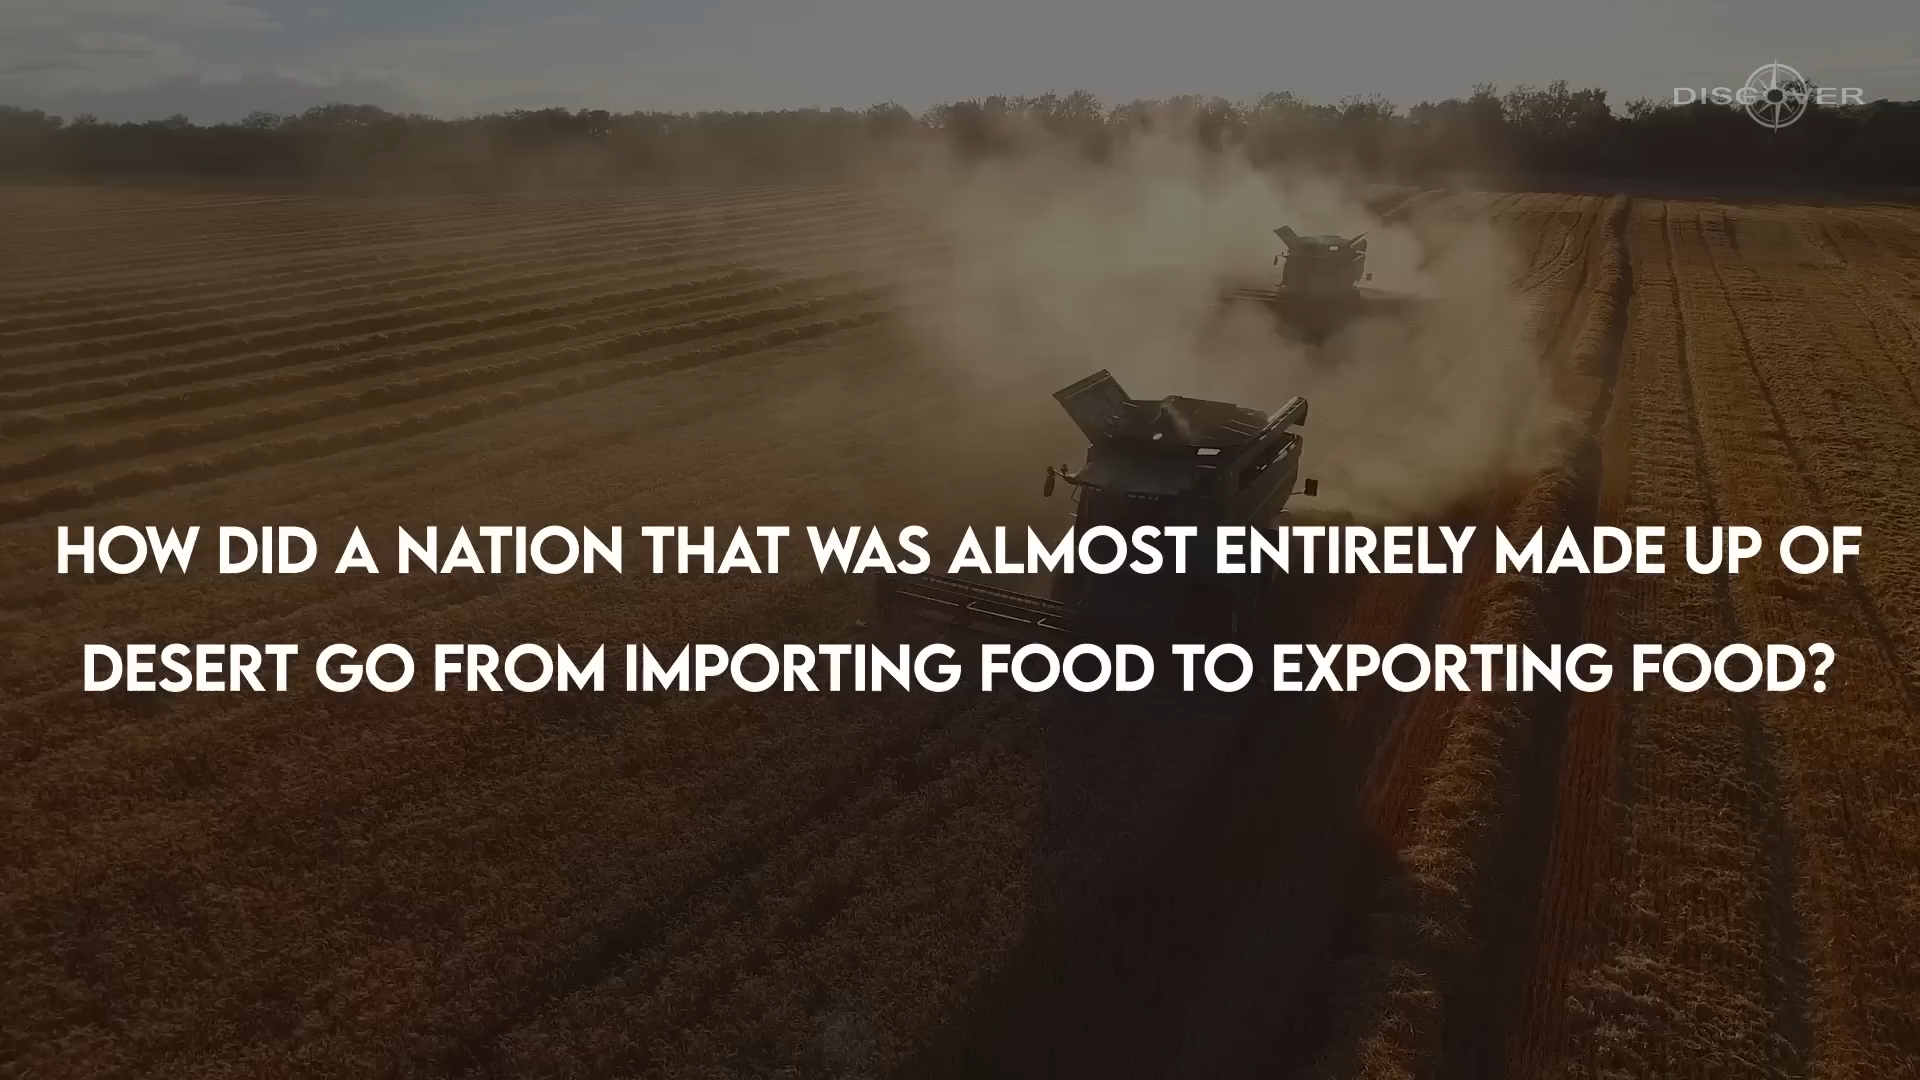 DISCOVER
HOW DID A NATION THAT WAS ALMOST ENTIRELY MADE UP OF
DESERT GO FROM IMPORTING FOOD TO EXPORTING FOOD?